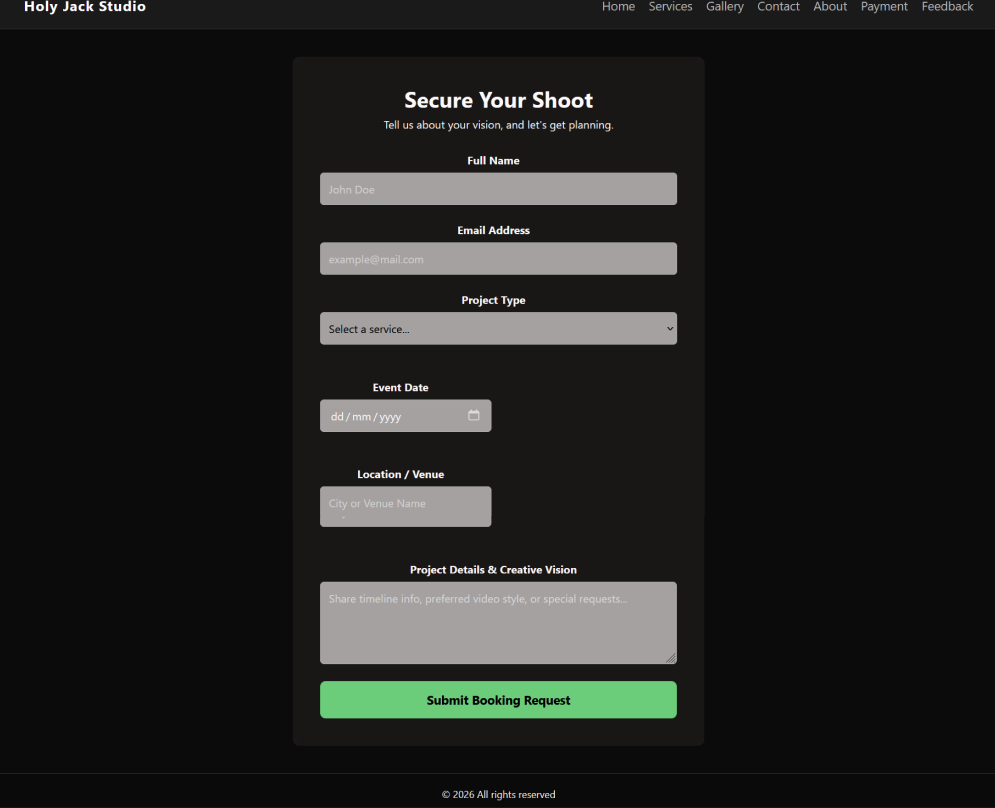 Holy Jack Studio
Home Services Gallery Contact About Payment Feedback
Secure Your Shoot
Tell us about your vision, and let's get planning.
Full Name
John Doe
Email Address
example@mail.com
Project Type
Select a service...
Event Date
dd/mm/yyyy
Location / Venue
City or Venue Name
Project Details & Creative Vision
Share timeline info, preferred video style, or special requests...
Submit Booking Request
© 2026 All rights reserved